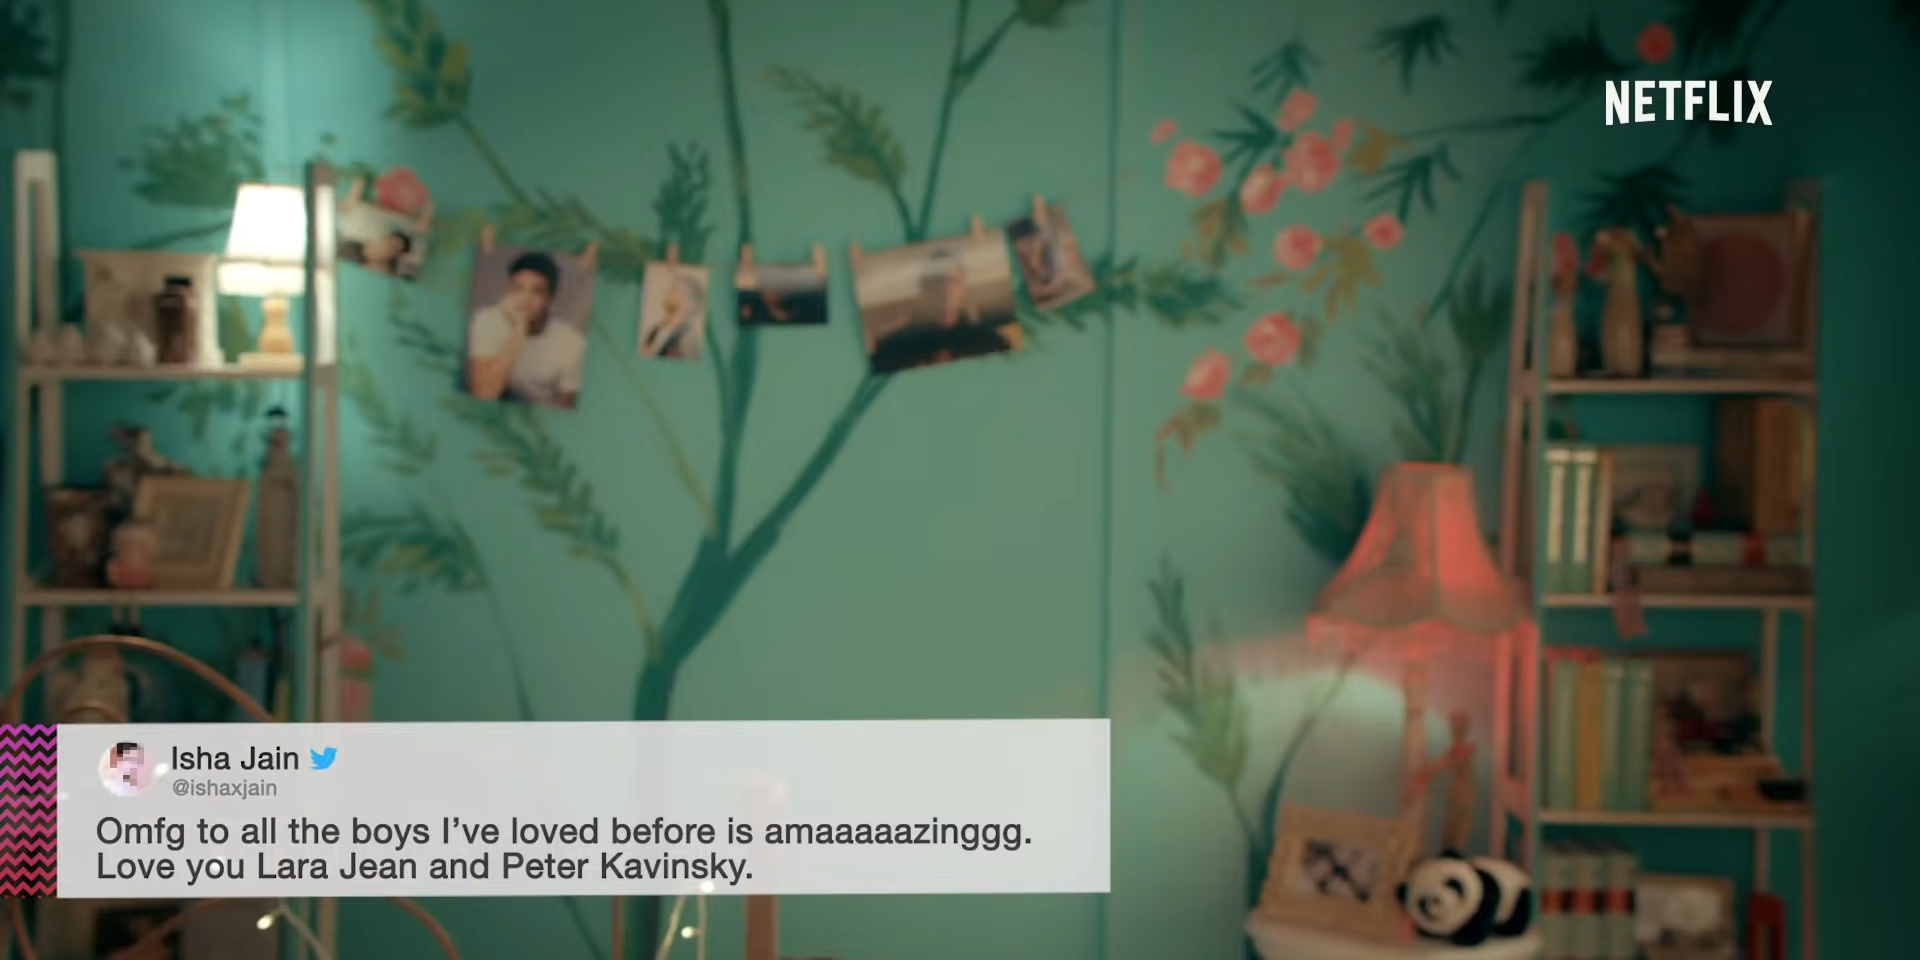 NETFLIX
Isha Jain
@ishaxjain
Omfg to all the boys I've loved before is amaaaaazinggg.
Love you Lara Jean and Peter Kavinsky.